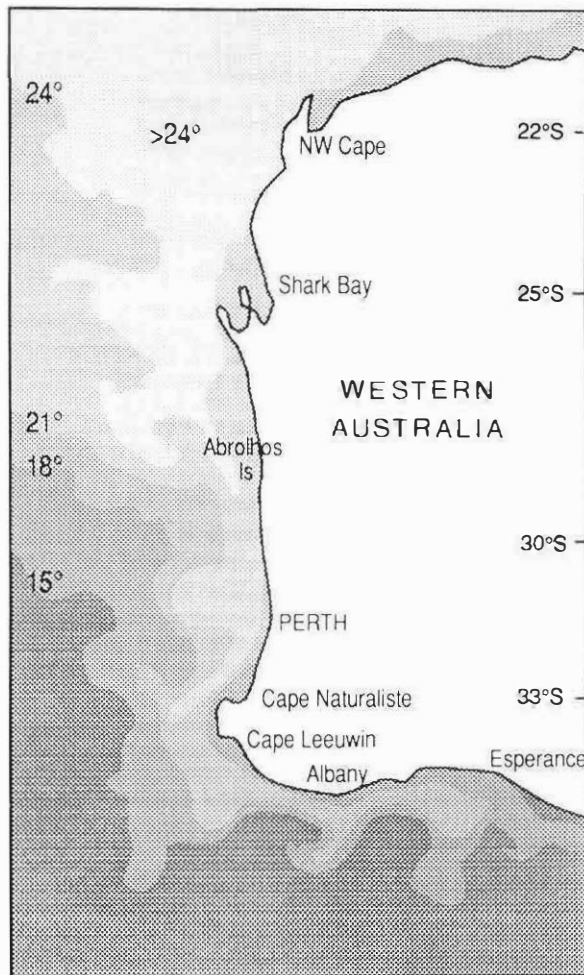 24°
>24°
22°S
NW Cape
Shark Bay
25°S
WESTERN
AUSTRALIA
21°
Abrolhos
Is
18°
30°S
15°
PERTH
Cape Naturaliste
33°S
Cape Leeuwin
Albany
Esperance